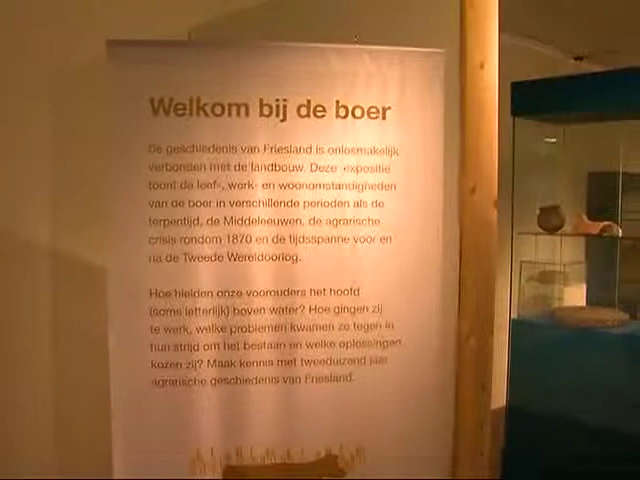 Welkom bij de boer
De geschiedenis van Friesland is onlosmakelijk
verbonden met de landbouw. Deze expositie
toont de leef-, werk- en woonomstandigheden
van de boer in verschillende perioden als de
terpentijd, de Middeleeuwen, de agrarische
crisis rondom 1870 en de tijdsspanne voor en
na de Tweede Wereldoorlog.
Hoe hielden onze voorouders het hoofd
(soms letterlijk) boven water? Hoe gingen zij
te werk, welke problemen kwamen ze tegen in
hun strijd om het bestaan en welke oplossingen
kozen zij? Maak kennis met tweeduizend jaar
agrarische geschiedenis van Friesland.